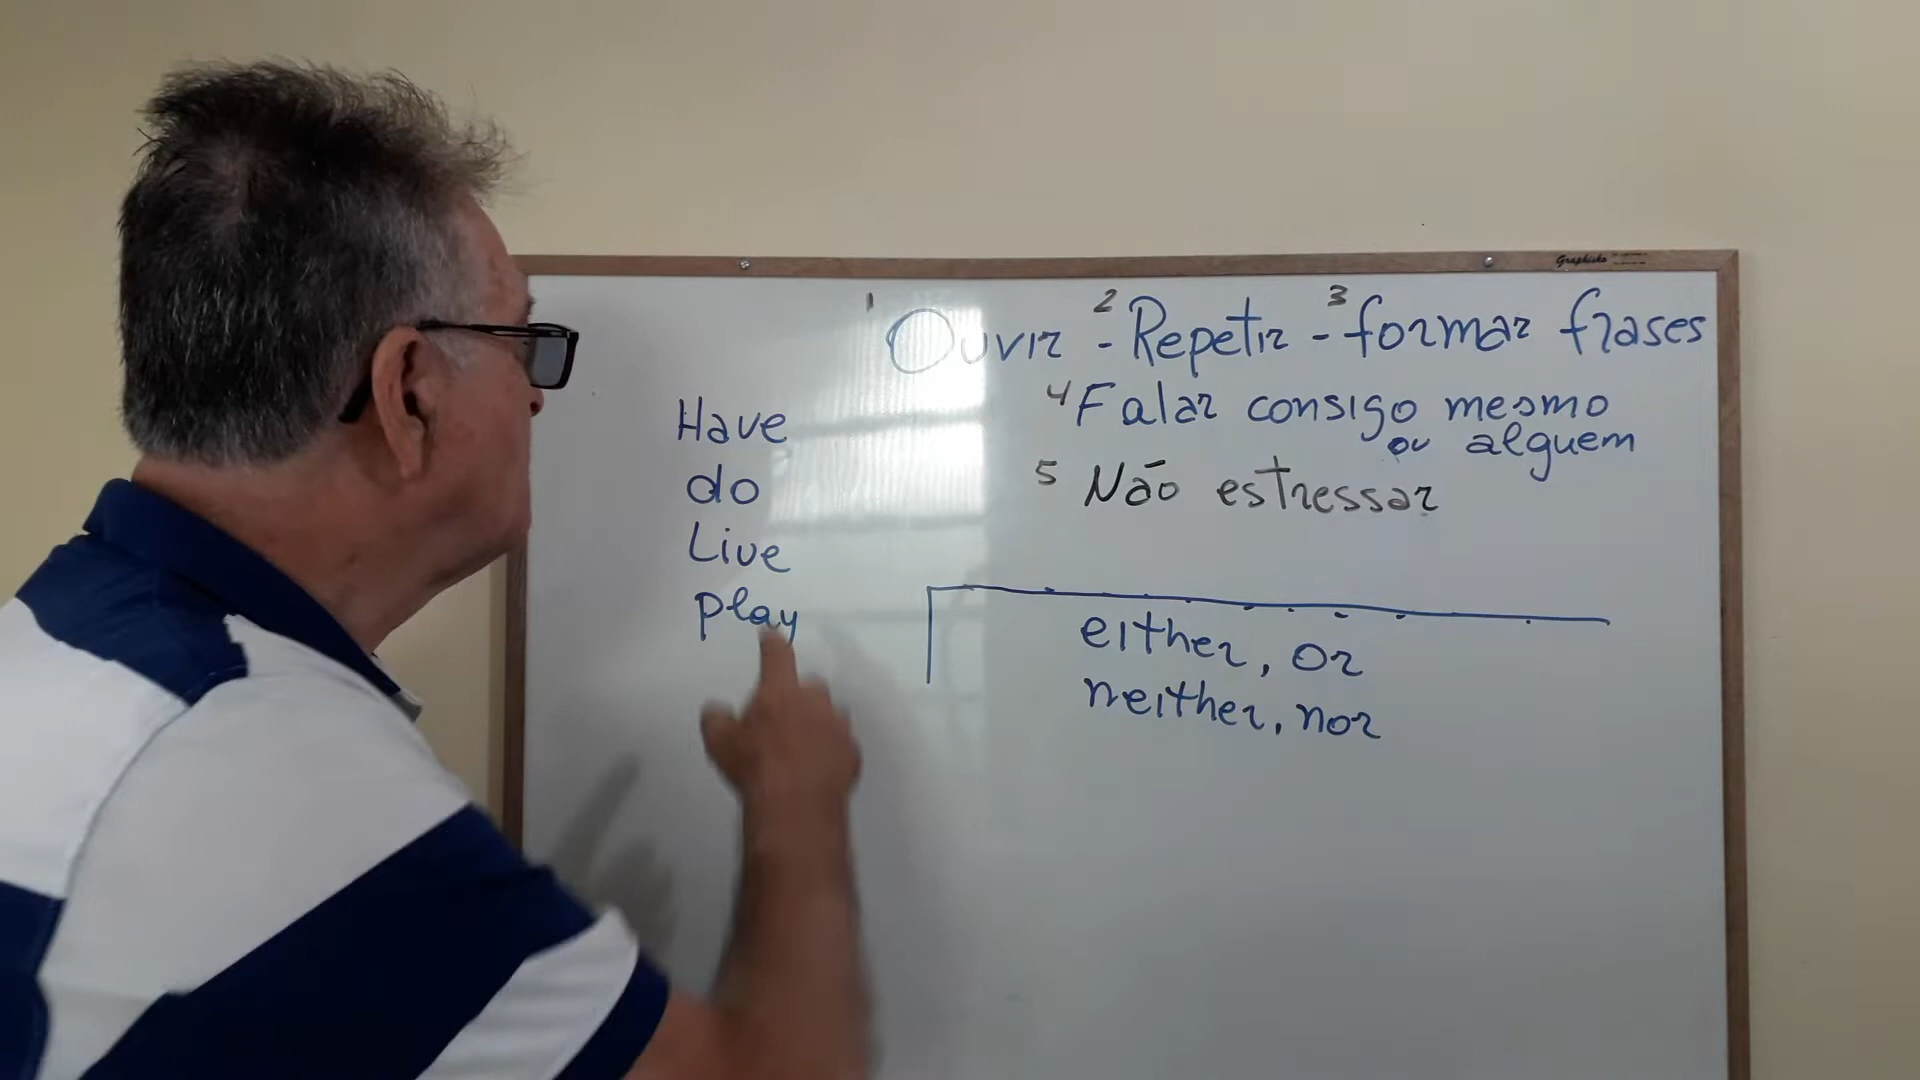 Graphisko
1 Ouvir - 2 Repetir - 3 formar frases
4 Falar consigo mesmo
ou alguem
5 Não estressar
Have
do
Live
play
either, or
neither, nor